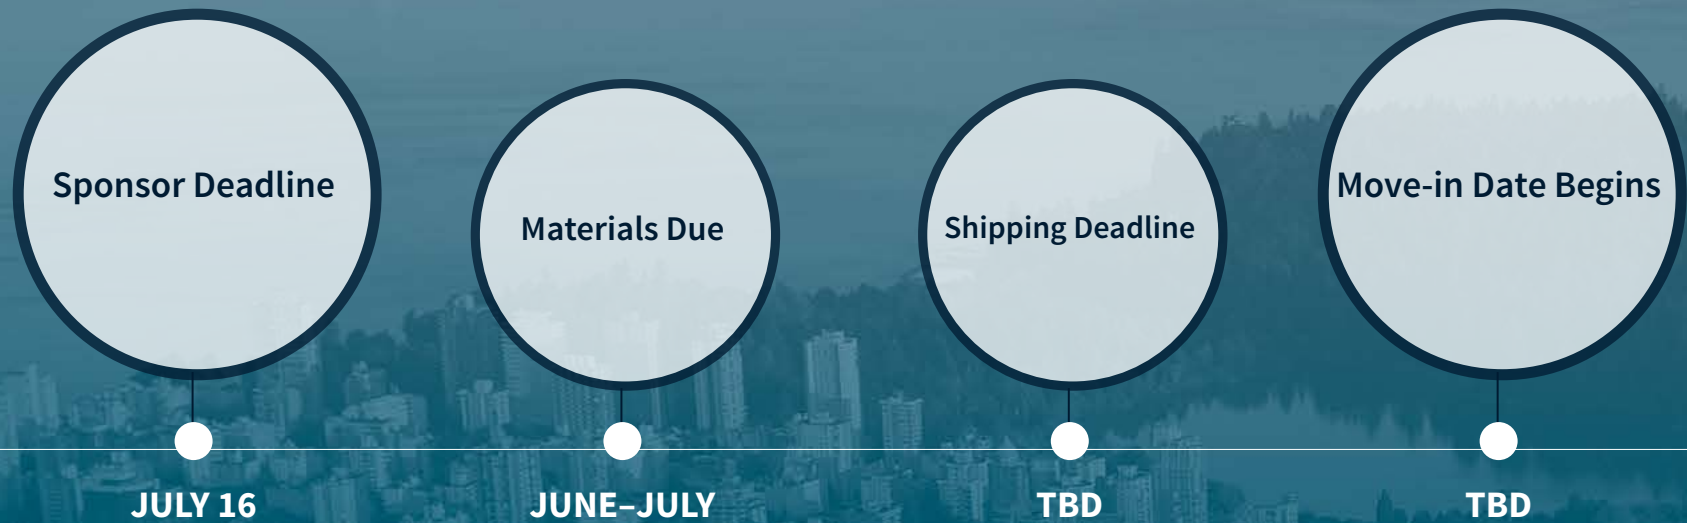 Sponsor Deadline
Materials Due
Shipping Deadline
Move-in Date Begins
JULY 16
JUNE–JULY
TBD
TBD